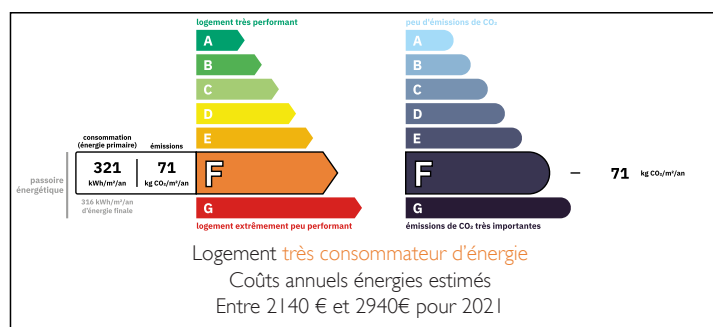 logement très performant
A
B
C
D
E
consommation
(énergie primaire)
émissions
321
kWh/m²/an
71
kg CO₂/m²/an
F
passoire
énergétique
316 kWh/m²/an
d'énergie finale
G
logement extrêmement peu performant
peu d'émissions de CO₂
A
B
C
D
E
F
71 kg CO₂/m²/an
G
émissions de CO₂ très importantes
Logement très consommateur d'énergie
Coûts annuels énergies estimés
Entre 2140 € et 2940€ pour 2021